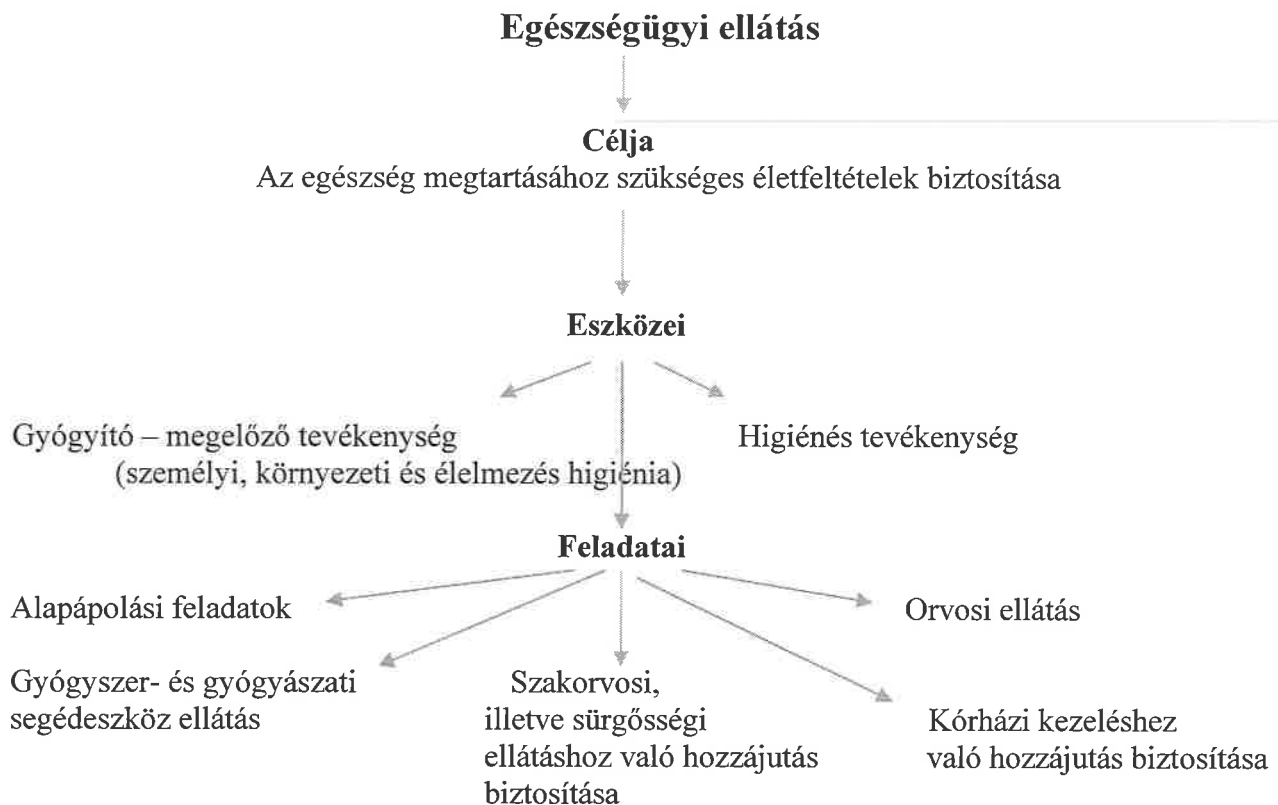 Egészségügyi ellátás
Célja
Az egészség megtartásához szükséges életfeltételek biztosítása
Eszközei
Gyógyító – megelőző tevékenység
Higiénés tevékenység
(személyi, környezeti és élelmezés higiénia)
Feladatai
Alapápolási feladatok
Orvosi ellátás
Gyógyszer- és gyógyászati
segédeszköz ellátás
Szakorvosi,
illetve sürgősségi
ellátáshoz való hozzájutás
biztosítása
Kórházi kezeléshez
való hozzájutás biztosítása